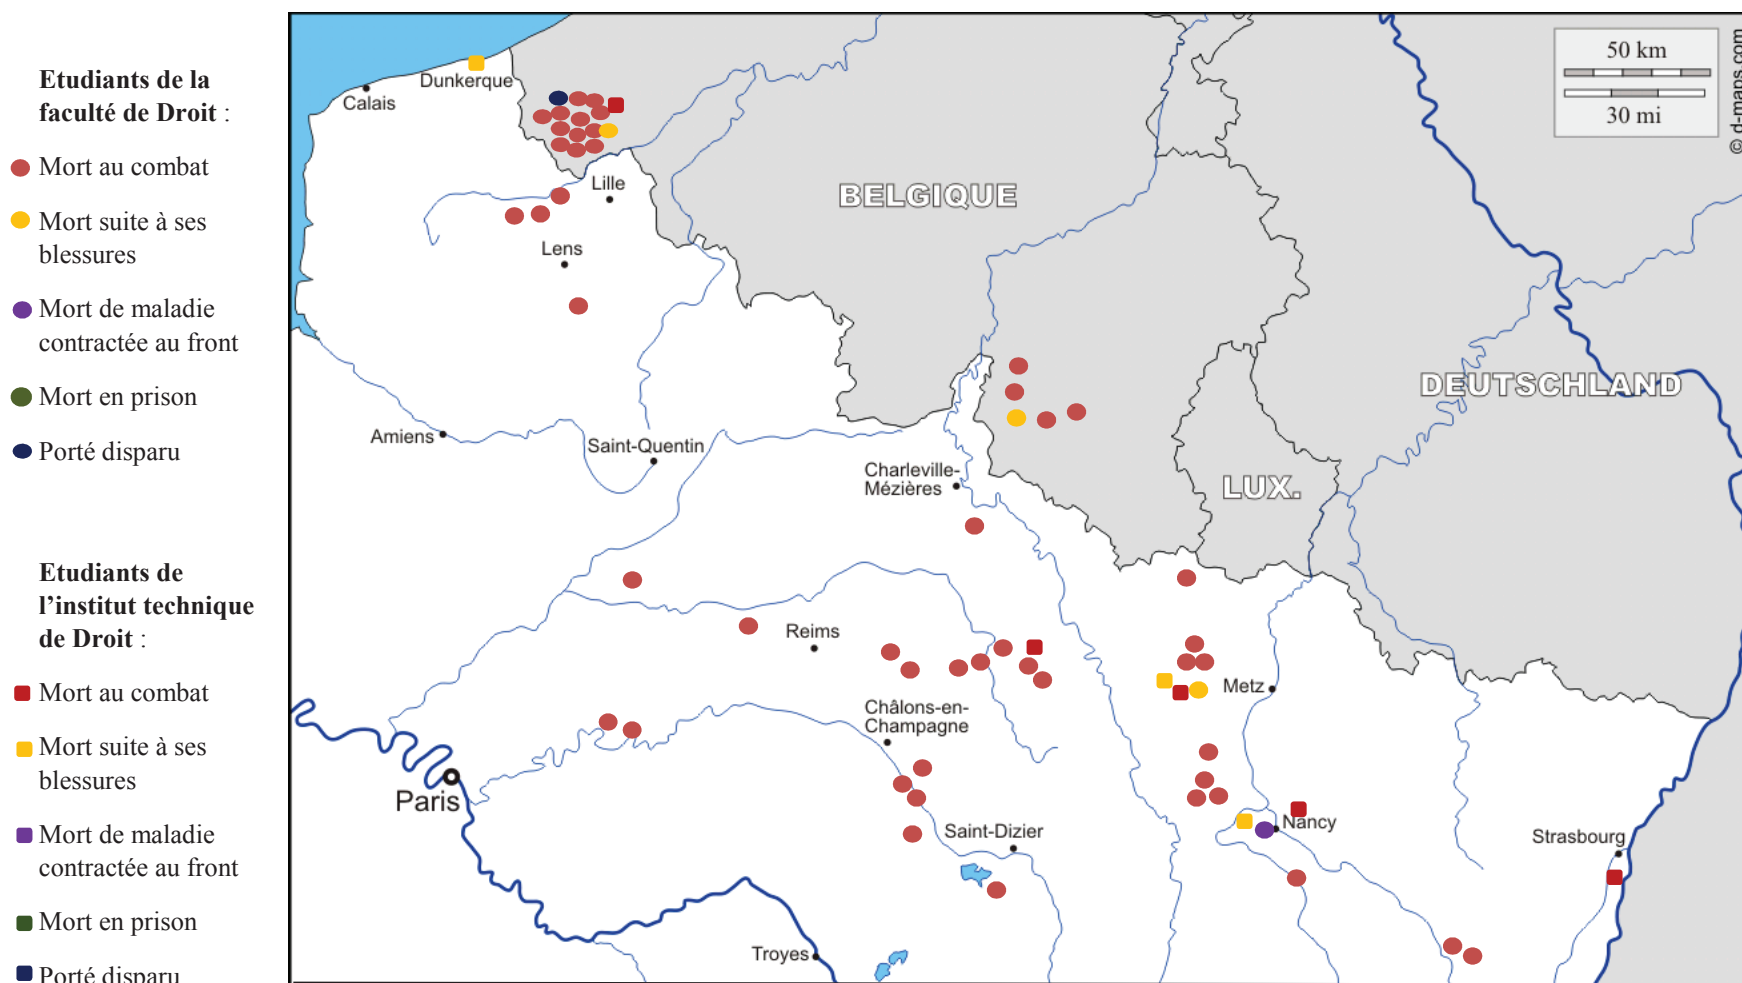 Etudiants de la
faculté de Droit :
Mort au combat
Mort suite à ses
blessures
Mort de maladie
contractée au front
Mort en prison
Porté disparu
Etudiants de
l’institut technique
de Droit :
Mort au combat
Mort suite à ses
blessures
Mort de maladie
contractée au front
Mort en prison
Porté disparu
50 km
30 mi
© d-maps.com
Dunkerque
Calais
Lille
BELGIQUE
Lens
DEUTSCHLAND
Amiens
Saint-Quentin
Charleville-
Mézières
LUX.
Reims
Metz
Châlons-en-
Champagne
Paris
Saint-Dizier
Nancy
Strasbourg
Troyes